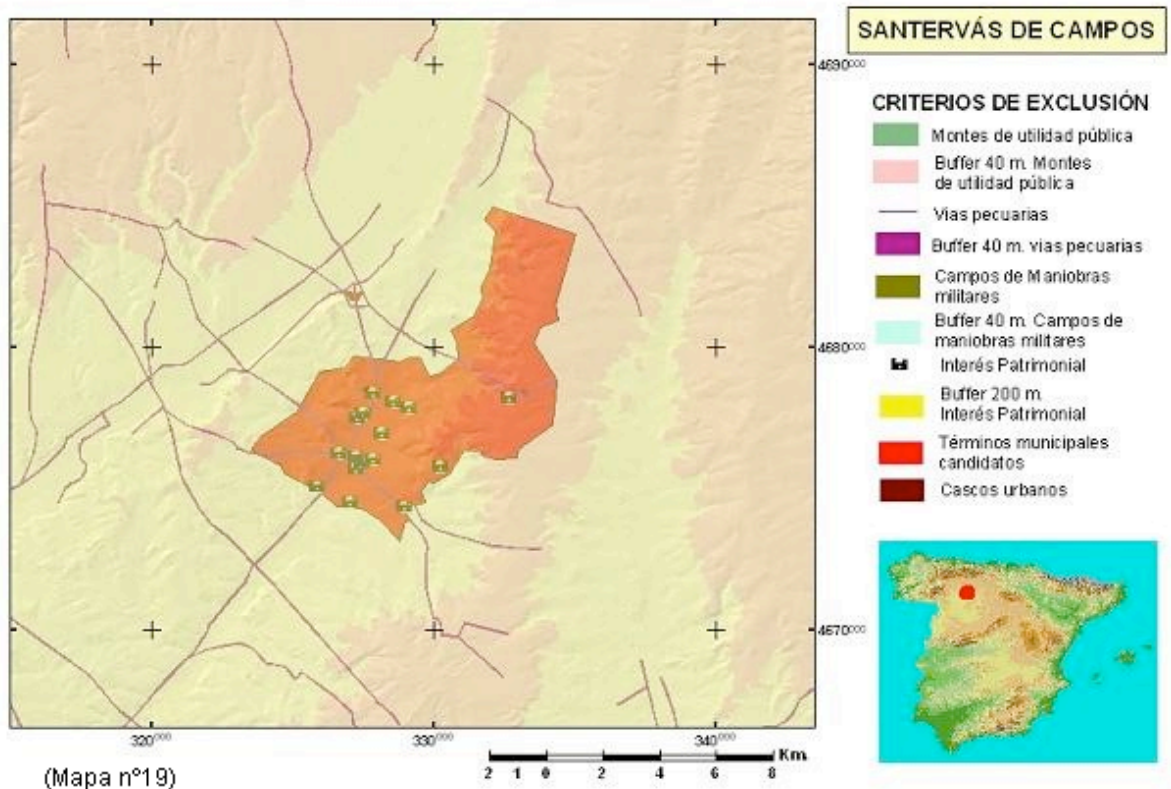 SANTERVÁS DE CAMPOS
4690000
CRITERIOS DE EXCLUSIÓN
Montes de utilidad pública
Buffer 40 m. Montes
de utilidad pública
Vias pecuarias
Buffer 40 m. vias pecuarias
Campos de Maniobras
militares
Buffer 40 m. Campos de
maniobras militares
4680000
Interés Patrimonial
Buffer 200 m.
Interés Patrimonial
Términos municipales
candidatos
Cascos urbanos
4670000
320000
330000
340000
Km.
2 1 0 2 4 6 8
(Mapa nº19)